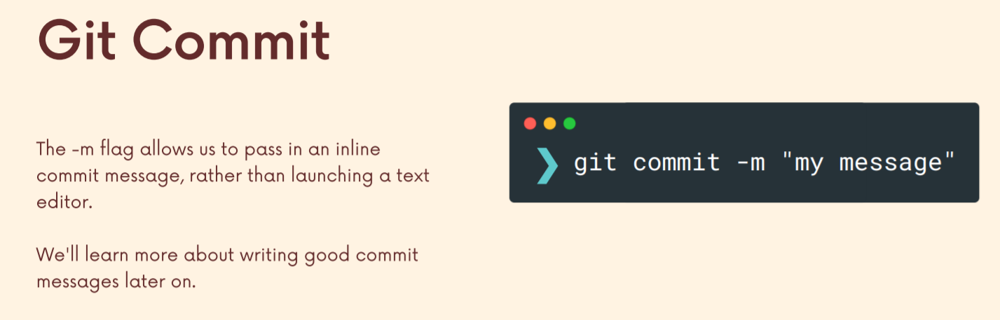 Git Commit
The -m flag allows us to pass in an inline
commit message, rather than launching a text
editor.
We'll learn more about writing good commit
messages later on.
❯ git commit -m "my message"